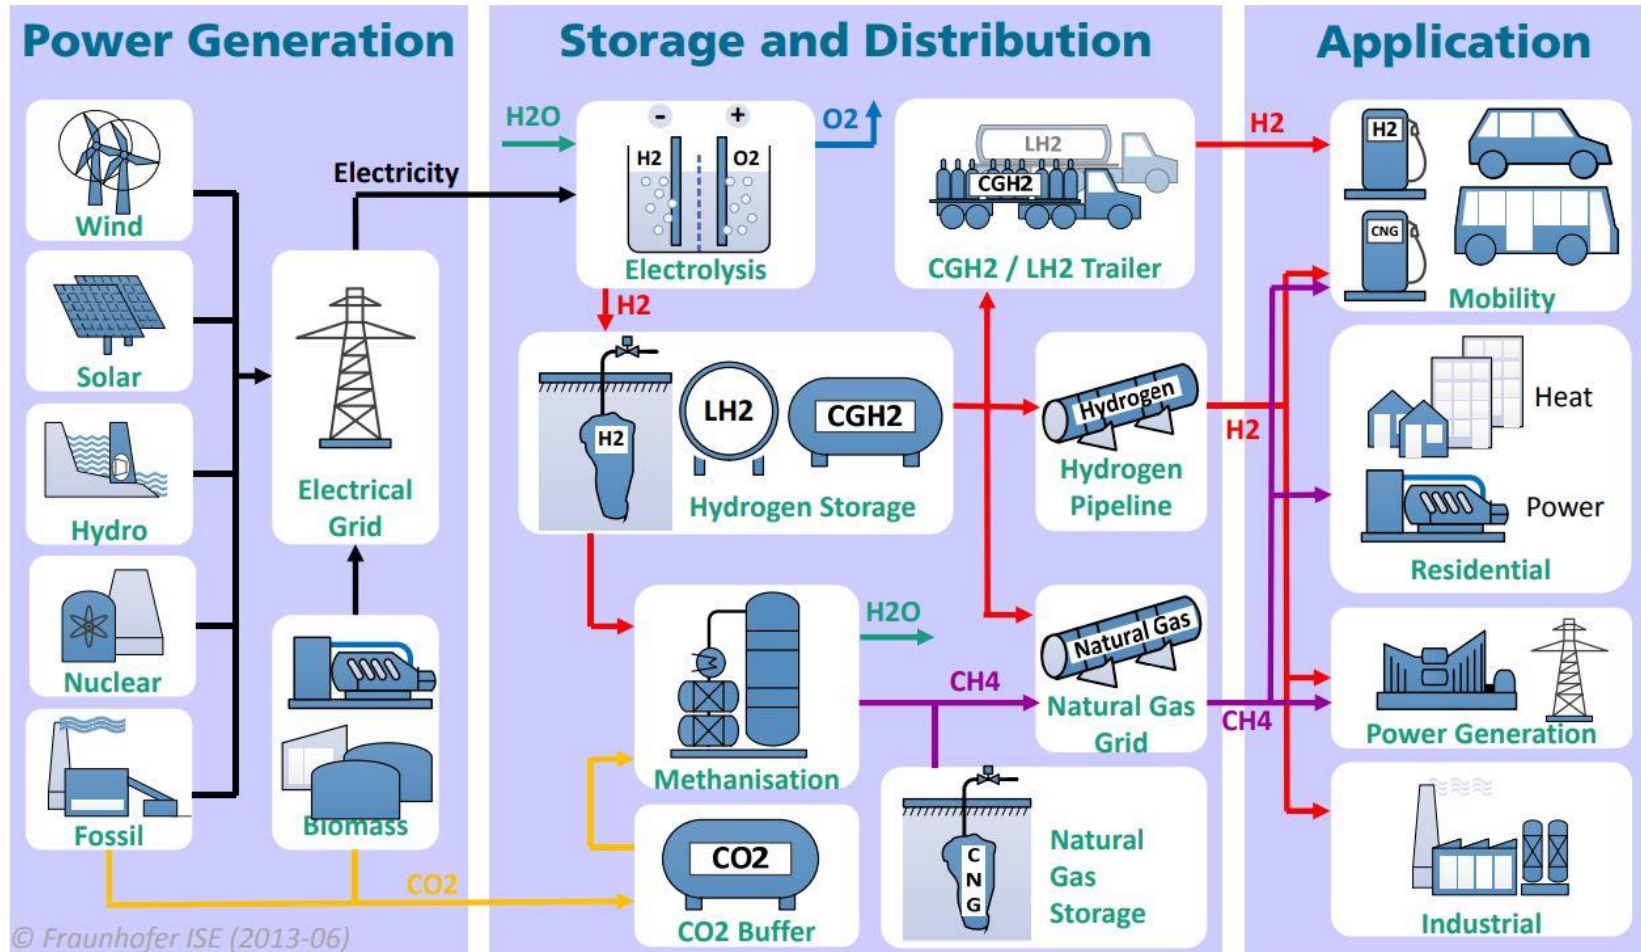 Power Generation
Wind
Solar
Hydro
Nuclear
Fossil
Electrical
Grid
Biomass
Electricity
CO2
© Fraunhofer ISE (2013-06)
Storage and Distribution
H2O
- +
H2 O2
Electrolysis
O2
H2
LH2
CGH2
CGH2 / LH2 Trailer
H2
LH2
CGH2
Hydrogen Storage
Hydrogen
Hydrogen
Pipeline
H2O
Methanisation
CH4
Natural Gas
Natural Gas
Grid
CO2
CO2 Buffer
C
N
G
Natural
Gas
Storage
Application
H2
H2
CNG
Mobility
H2
Heat
Power
Residential
CH4
Power Generation
Industrial